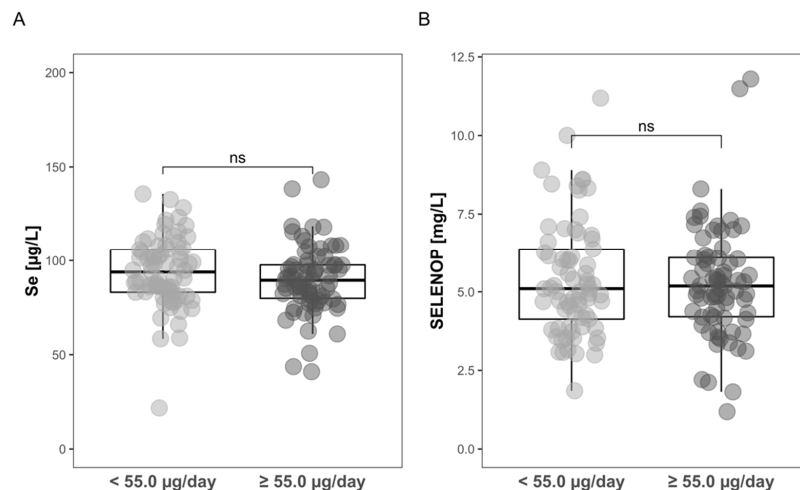 A
B
200
150
100
50
0
Se [µg/L]
ns
< 55.0 µg/day
≥ 55.0 µg/day
12.5
10.0
7.5
5.0
2.5
0.0
SELENOP [mg/L]
ns
< 55.0 µg/day
≥ 55.0 µg/day